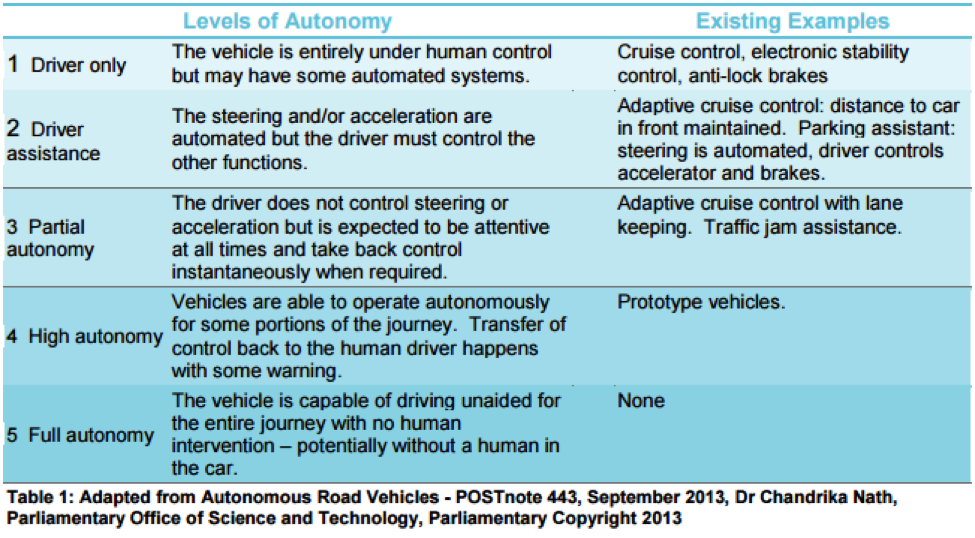 Levels of Autonomy
Existing Examples
1 Driver only
The vehicle is entirely under human control
but may have some automated systems.
Cruise control, electronic stability
control, anti-lock brakes
2 Driver
assistance
The steering and/or acceleration are
automated but the driver must control the
other functions.
Adaptive cruise control: distance to car
in front maintained.  Parking assistant:
steering is automated, driver controls
accelerator and brakes.
3 Partial
autonomy
The driver does not control steering or
acceleration but is expected to be attentive
at all times and take back control
instantaneously when required.
Adaptive cruise control with lane
keeping.  Traffic jam assistance.
4 High autonomy
Vehicles are able to operate autonomously
for some portions of the journey.  Transfer of
control back to the human driver happens
with some warning.
Prototype vehicles.
5 Full autonomy
The vehicle is capable of driving unaided for
the entire journey with no human
intervention – potentially without a human in
the car.
None
Table 1: Adapted from Autonomous Road Vehicles - POSTnote 443, September 2013, Dr Chandrika Nath,
Parliamentary Office of Science and Technology, Parliamentary Copyright 2013